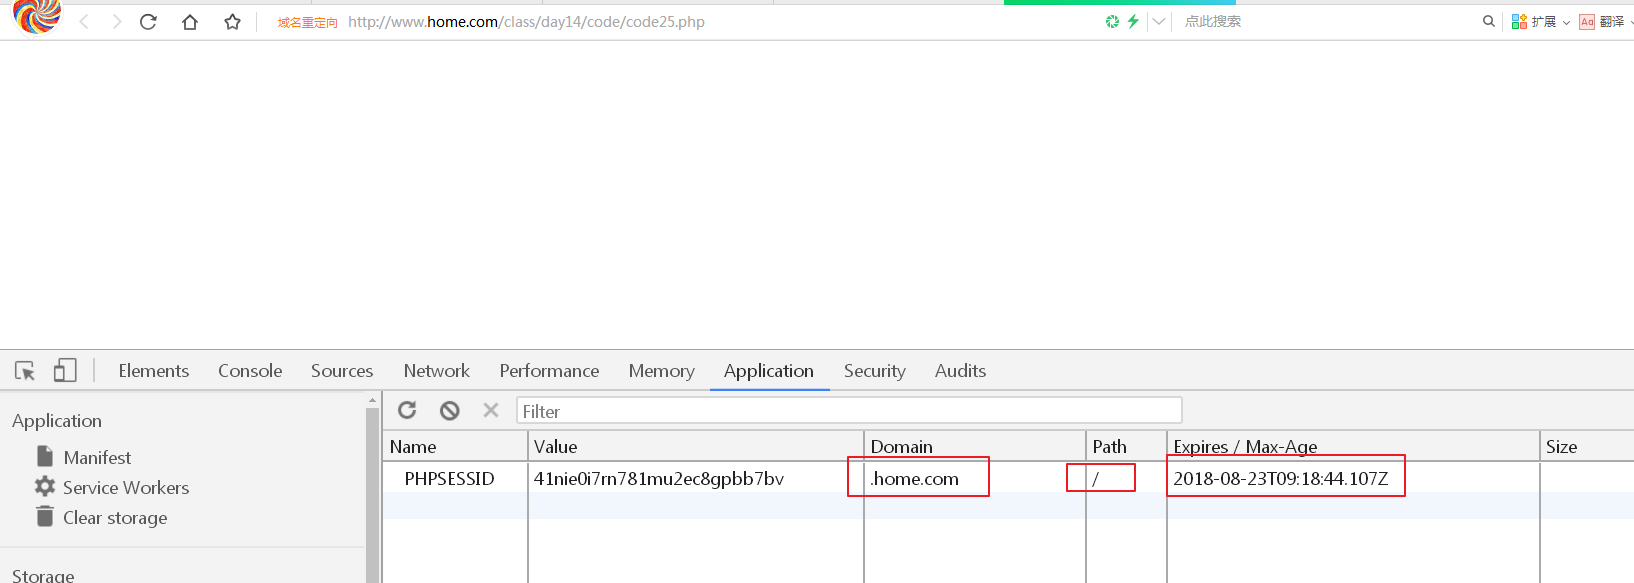 域名重定向 http://www.home.com/class/day14/code/code25.php 点此搜索 扩展 Aa 翻译
Elements Console Sources Network Performance Memory Application Security Audits
Application
Manifest
Service Workers
Clear storage
Storage
Filter
Name Value Domain Path Expires / Max-Age Size
PHPSESSID 41nie0i7rn781mu2ec8gpbb7bv .home.com / 2018-08-23T09:18:44.107Z